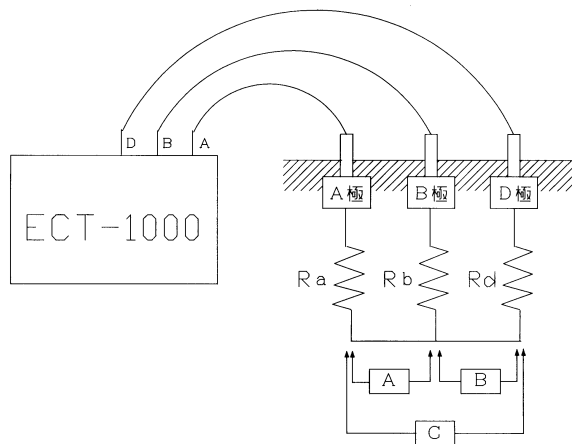 D B A
ECT-1000
A極 B極 D極
Ra Rb Rd
A B
C